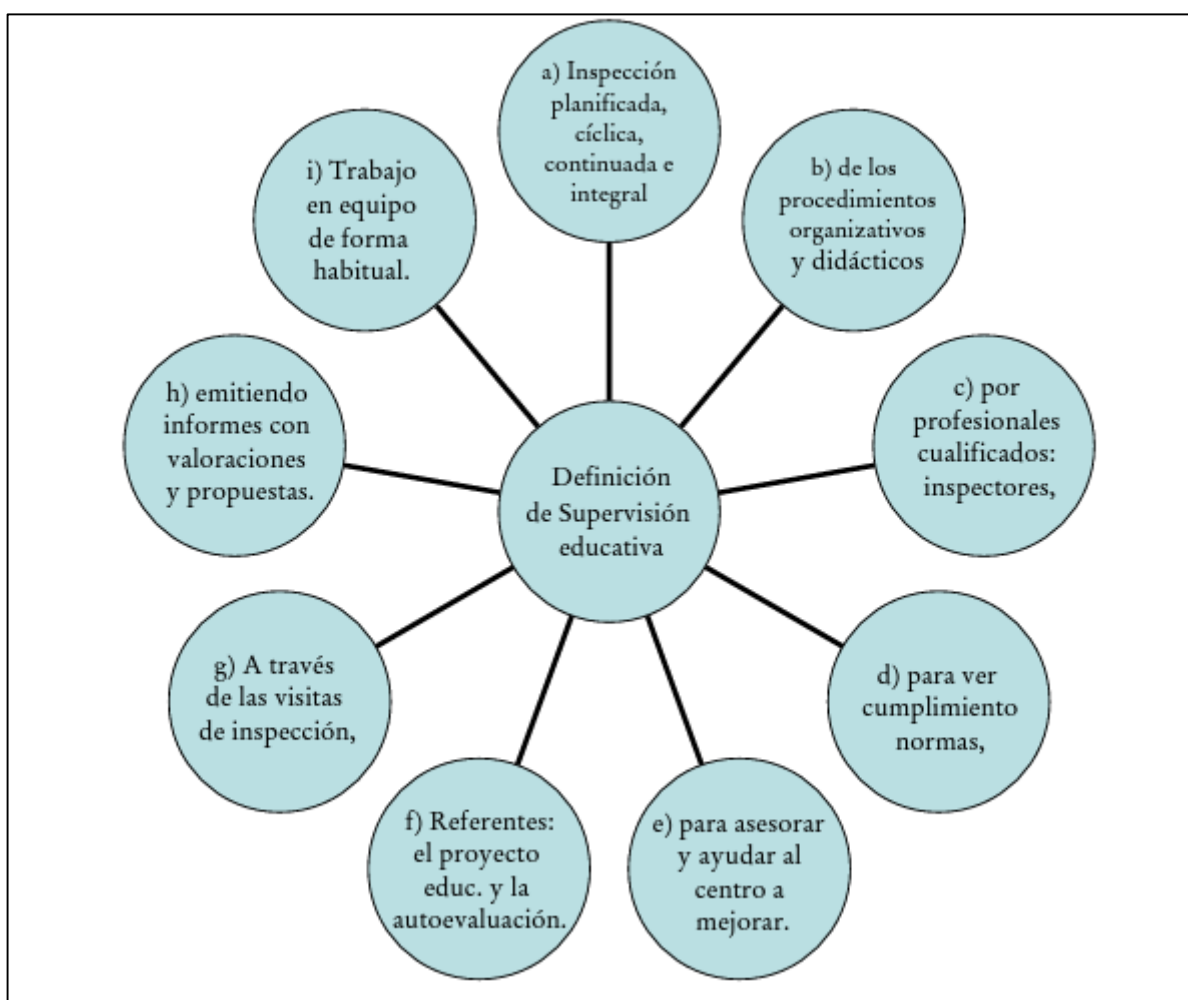 a) Inspección
planificada,
cíclica,
continuada e
integral
b) de los
procedimientos
organizativos
y didácticos
c) por
profesionales
cualificados:
inspectores,
d) para ver
cumplimiento
normas,
e) para asesorar
y ayudar al
centro a
mejorar.
f) Referentes:
el proyecto
educ. y la
autoevaluación.
g) A través
de las visitas
de inspección,
h) emitiendo
informes con
valoraciones
y propuestas.
i) Trabajo
en equipo
de forma
habitual.
Definición
de Supervisión
educativa